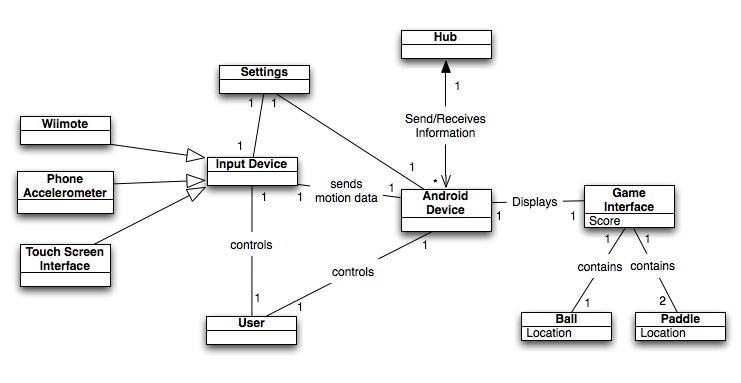 Hub
1
Send/Receives
Information
*
Settings
1
1
1
1
Wiimote
Phone
Accelerometer
Touch Screen
Interface
Input Device
1
1
sends
motion data
1
Android
Device
1
1
Displays
1
Game
Interface
Score
controls
controls
1
1
User
1
1
contains
contains
1
2
Ball
Location
Paddle
Location